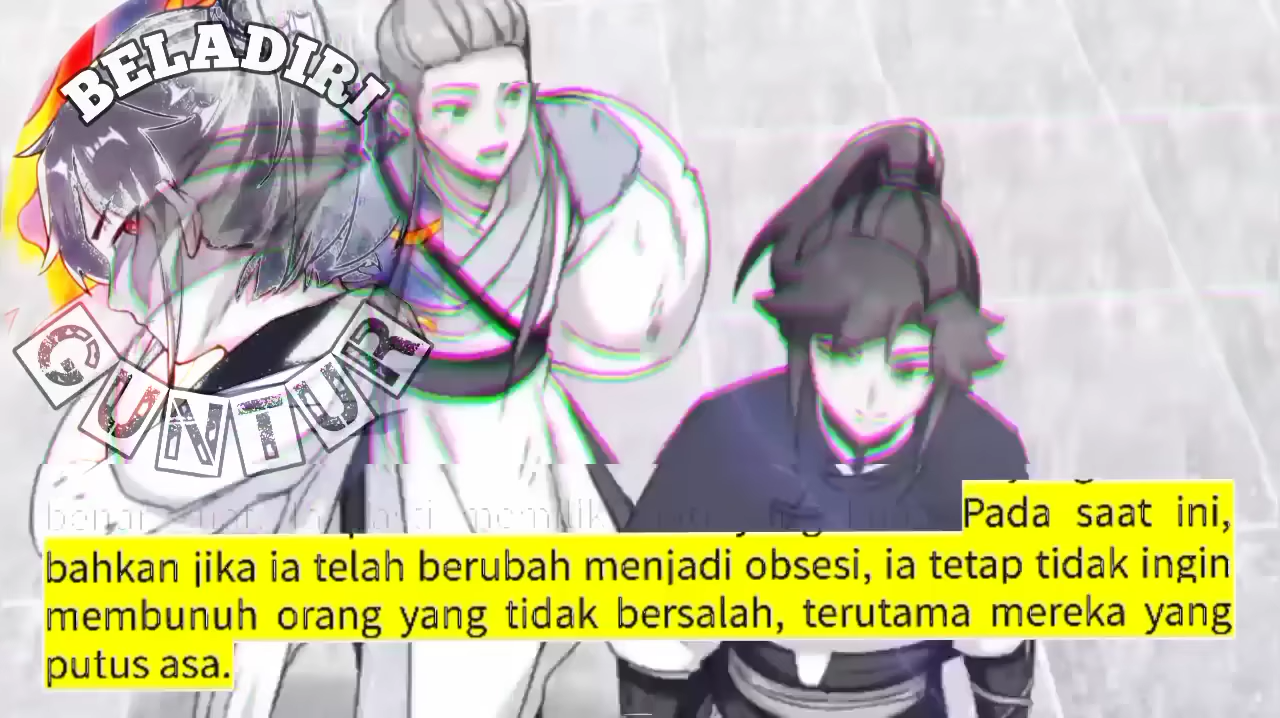 BELADIRI
GUNTUR
Pada saat ini,
bahkan jika ia telah berubah menjadi obsesi, ia tetap tidak ingin
membunuh orang yang tidak bersalah, terutama mereka yang
putus asa.